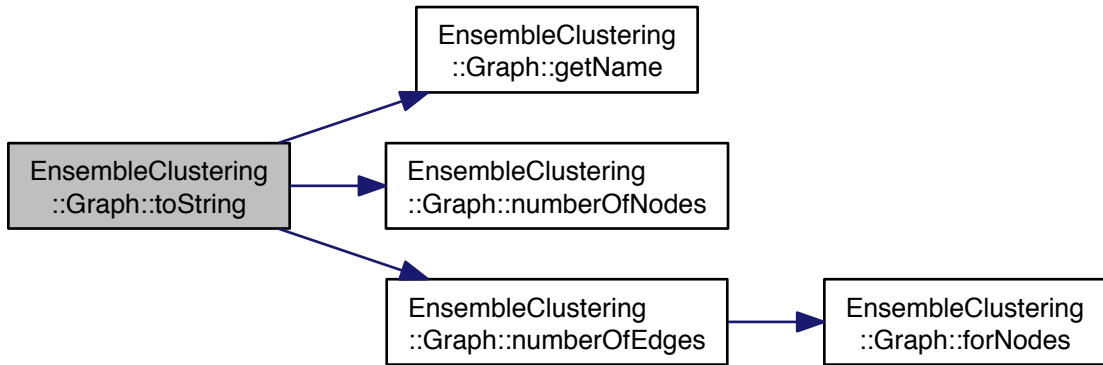 EnsembleClustering
::Graph::getName
EnsembleClustering
::Graph::toString
EnsembleClustering
::Graph::numberOfNodes
EnsembleClustering
::Graph::numberOfEdges
EnsembleClustering
::Graph::forNodes